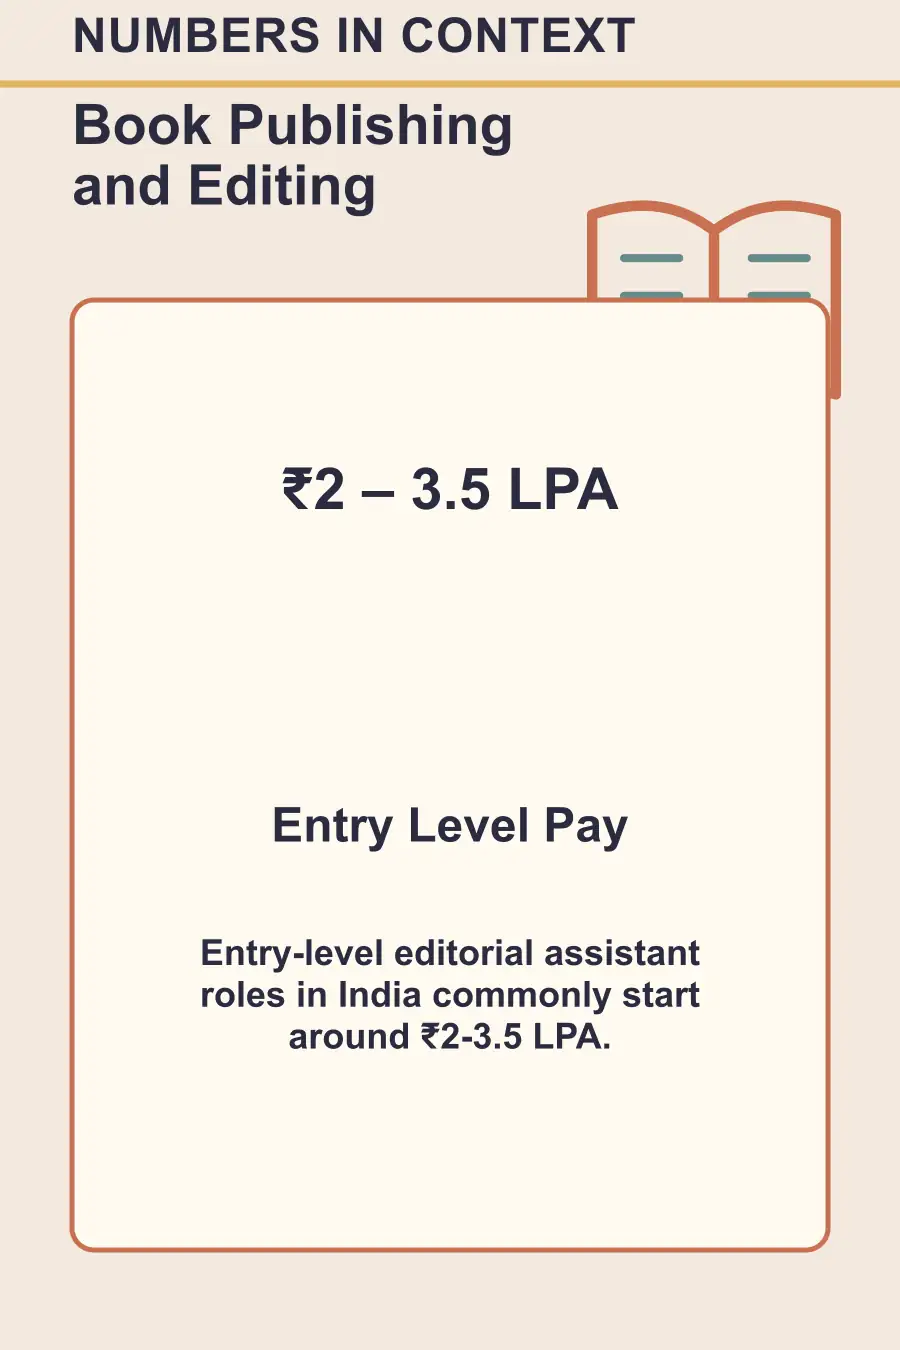 NUMBERS IN CONTEXT
Book Publishing
and Editing
₹2 – 3.5 LPA
Entry Level Pay
Entry-level editorial assistant
roles in India commonly start
around ₹2-3.5 LPA.